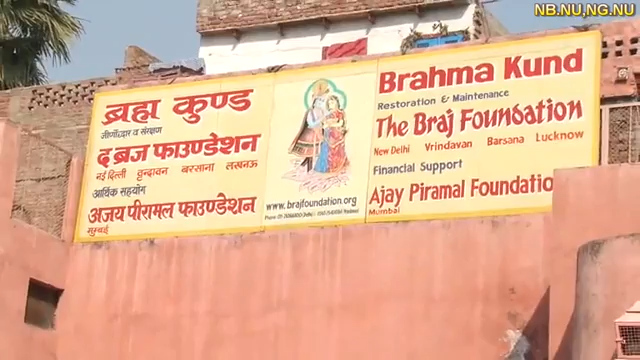 NB.NU,NG.NU
ब्रह्म कुण्ड
जीर्णोद्धार एवं संरक्षण
द ब्रज फाउण्डेशन
नई दिल्ली वृन्दावन बरसाना लखनऊ
आर्थिक सहयोग
अजय पीरामल फाउण्डेशन
मुम्बई
www.brajfoundation.org
Brahma Kund
Restoration & Maintenance
The Braj Foundation
New Delhi Vrindavan Barsana Lucknow
Financial Support
Ajay Piramal Foundation
Mumbai